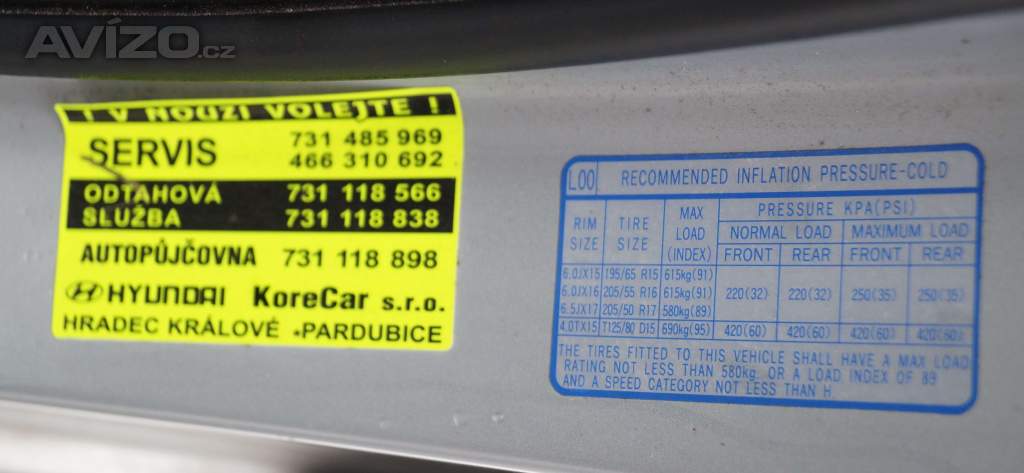 AVÍZO.cz
! V NOUZI VOLEJTE !
SERVIS 731 485 969
466 310 692
ODTAHOVÁ 731 118 566
SLUŽBA 731 118 838
AUTOPŮJČOVNA 731 118 898
HYUNDAI KoreCar s.r.o.
HRADEC KRÁLOVÉ • PARDUBICE
L00 RECOMMENDED INFLATION PRESSURE-COLD
RIM SIZE TIRE SIZE MAX LOAD (INDEX) PRESSURE KPA(PSI)
NORMAL LOAD MAXIMUM LOAD
FRONT REAR FRONT REAR
6.0JX15 195/65 R15 615kg(91)
6.0JX16 205/55 R16 615kg(91) 220(32) 220(32) 250(35) 250(35)
6.5JX17 205/50 R17 580kg(89)
4.0TX15 T125/80 D15 690kg(95) 420(60) 420(60) 420(60) 420(60)
THE TIRES FITTED TO THIS VEHICLE SHALL HAVE A MAX LOAD
RATING NOT LESS THAN 580kg. OR A LOAD INDEX OF 89
AND A SPEED CATEGORY NOT LESS THAN H.